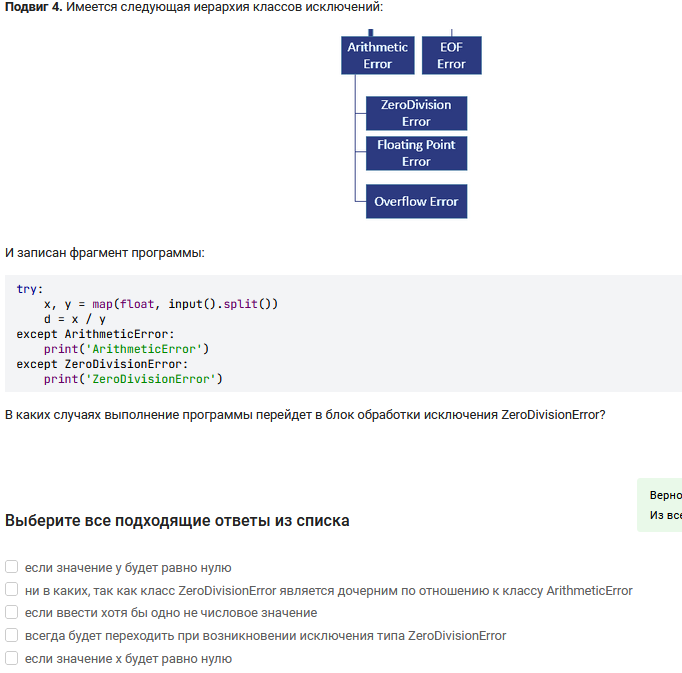 Подвиг 4. Имеется следующая иерархия классов исключений:
Arithmetic Error
EOF Error
ZeroDivision Error
Floating Point Error
Overflow Error
И записан фрагмент программы:
try:
    x, y = map(float, input().split())
    d = x / y
except ArithmeticError:
    print('ArithmeticError')
except ZeroDivisionError:
    print('ZeroDivisionError')
В каких случаях выполнение программы перейдет в блок обработки исключения ZeroDivisionError?
Верно
Из все
Выберите все подходящие ответы из списка
если значение y будет равно нулю
ни в каких, так как класс ZeroDivisionError является дочерним по отношению к классу ArithmeticError
если ввести хотя бы одно не числовое значение
всегда будет переходить при возникновении исключения типа ZeroDivisionError
если значение x будет равно нулю